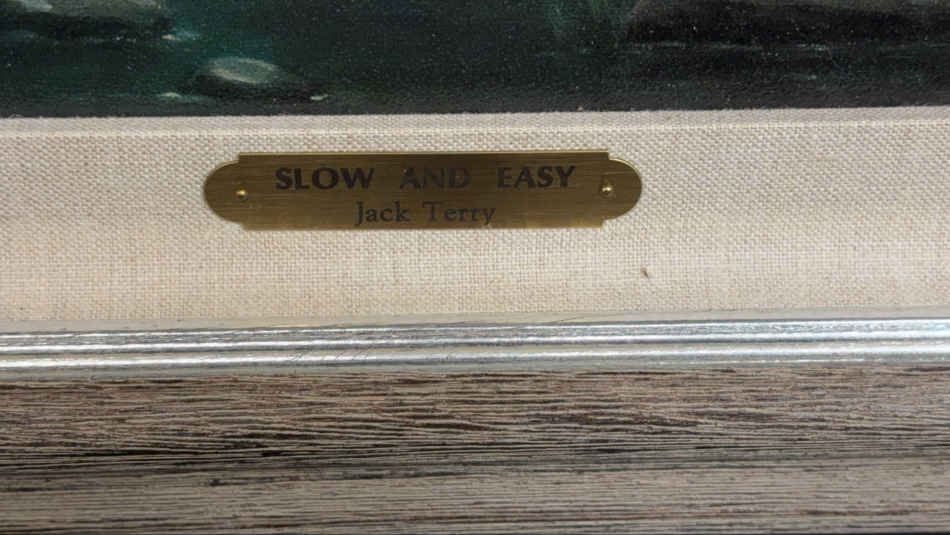 SLOW AND EASY
Jack Terry